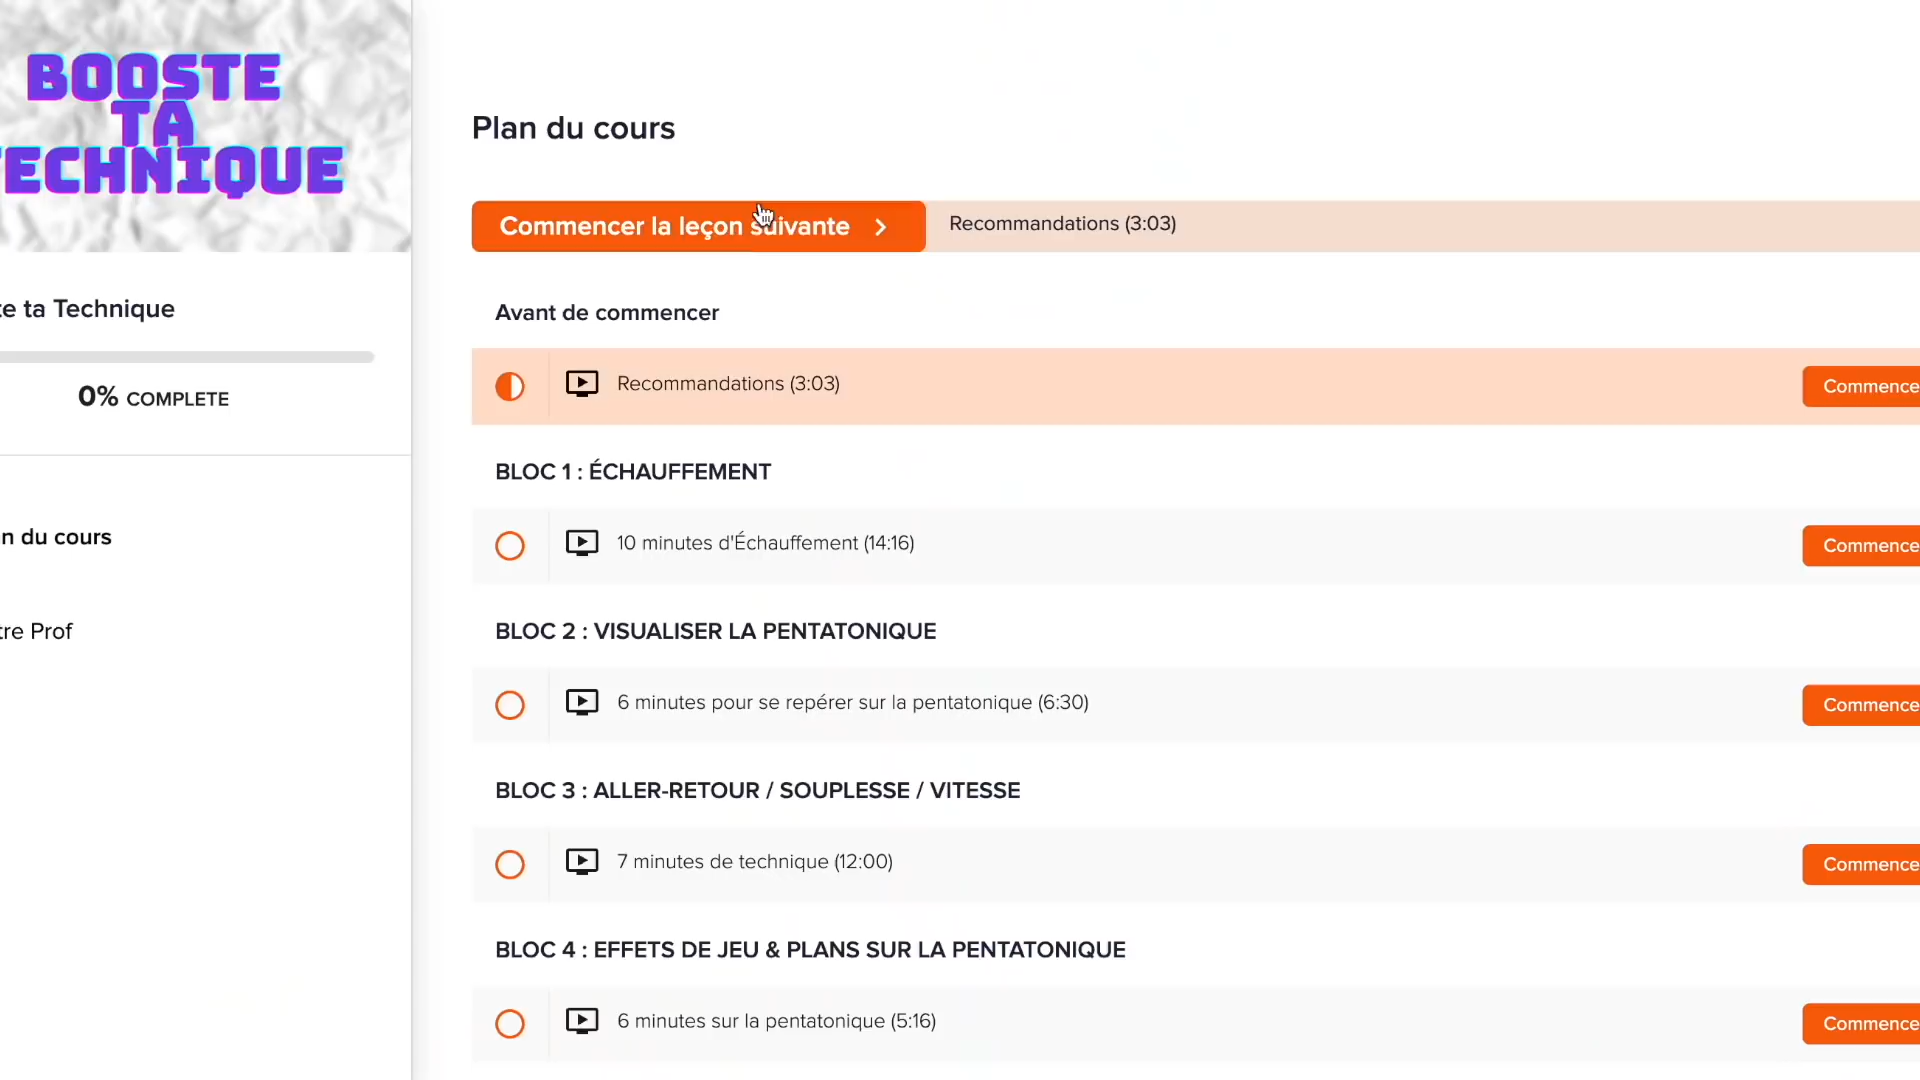 BOOSTE
TA
TECHNIQUE
te ta Technique
0% COMPLETE
n du cours
tre Prof
Plan du cours
Commencer la leçon suivante
Recommandations (3:03)
Avant de commencer
Recommandations (3:03)
Commence
BLOC 1 : ÉCHAUFFEMENT
10 minutes d'Échauffement (14:16)
Commence
BLOC 2 : VISUALISER LA PENTATONIQUE
6 minutes pour se repérer sur la pentatonique (6:30)
Commence
BLOC 3 : ALLER-RETOUR / SOUPLESSE / VITESSE
7 minutes de technique (12:00)
Commence
BLOC 4 : EFFETS DE JEU & PLANS SUR LA PENTATONIQUE
6 minutes sur la pentatonique (5:16)
Commence